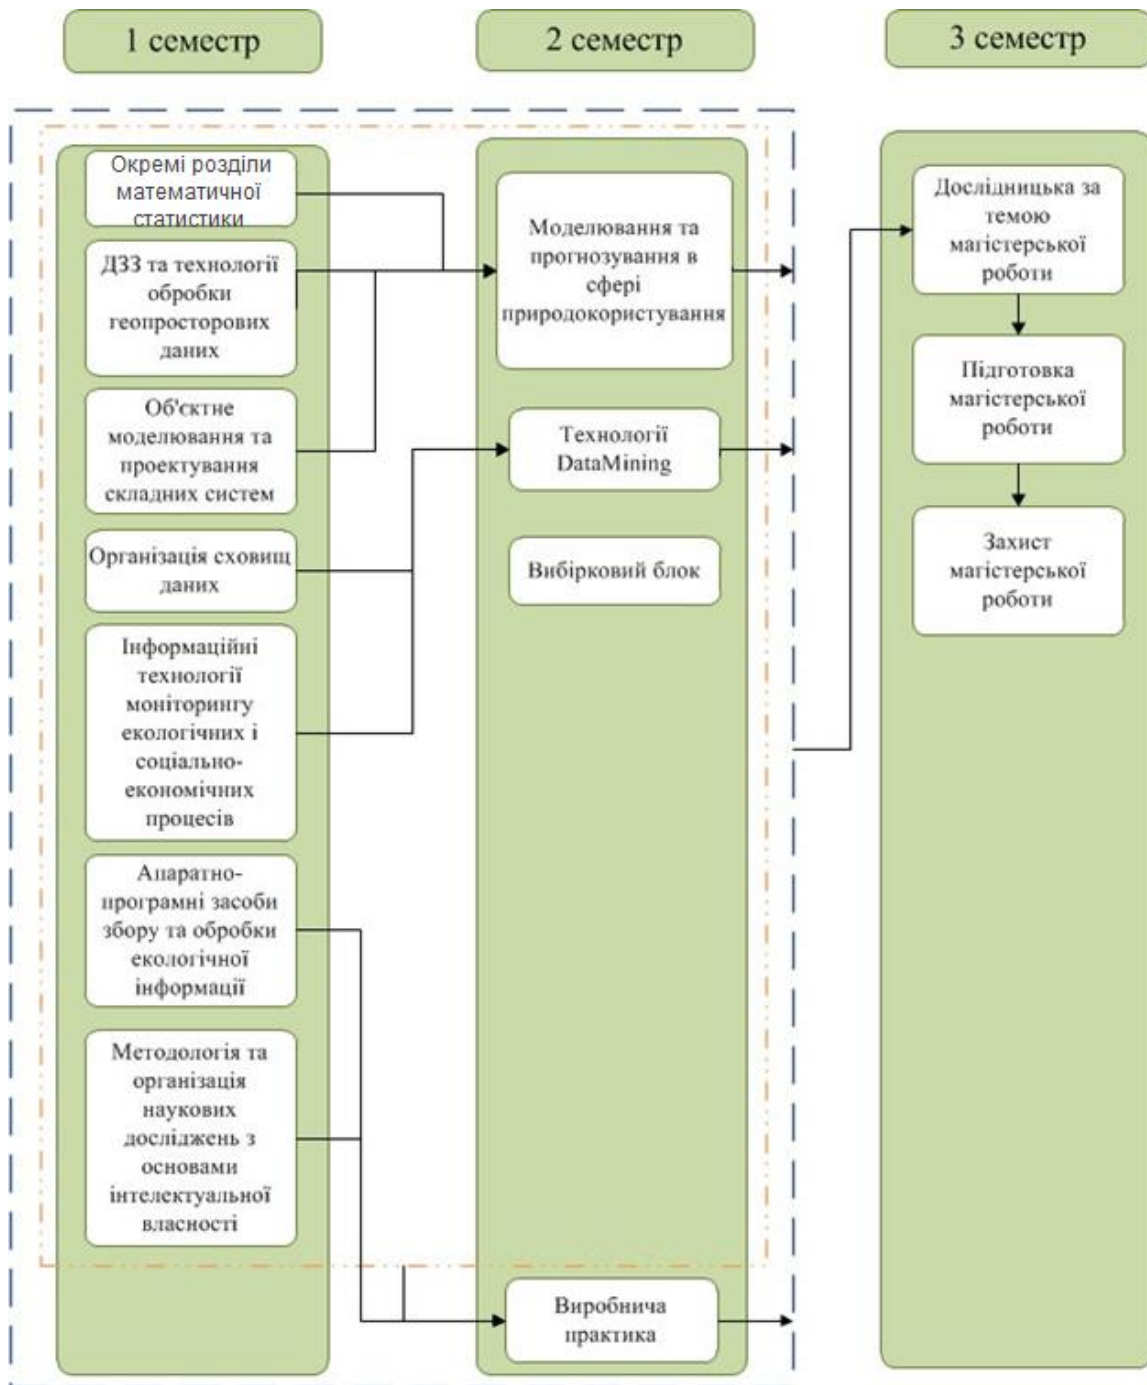 1 семестр
2 семестр
3 семестр
Окремі розділи
математичної
статистики
ДЗЗ та технології
обробки
геопросторових
даних
Об'єктне
моделювання та
проектування
складних систем
Організація сховищ
даних
Інформаційні
технології
моніторингу
екологічних і
соціально-
економічних
процесів
Апаратно-
програмні засоби
збору та обробки
екологічної
інформації
Методологія та
організація
наукових
досліджень з
основами
інтелектуальної
власності
Моделювання та
прогнозування в
сфері
природокористування
Технології
DataMining
Вибірковий блок
Виробнича
практика
Дослідницька за
темою
магістерської
роботи
Підготовка
магістерської
роботи
Захист
магістерської
роботи